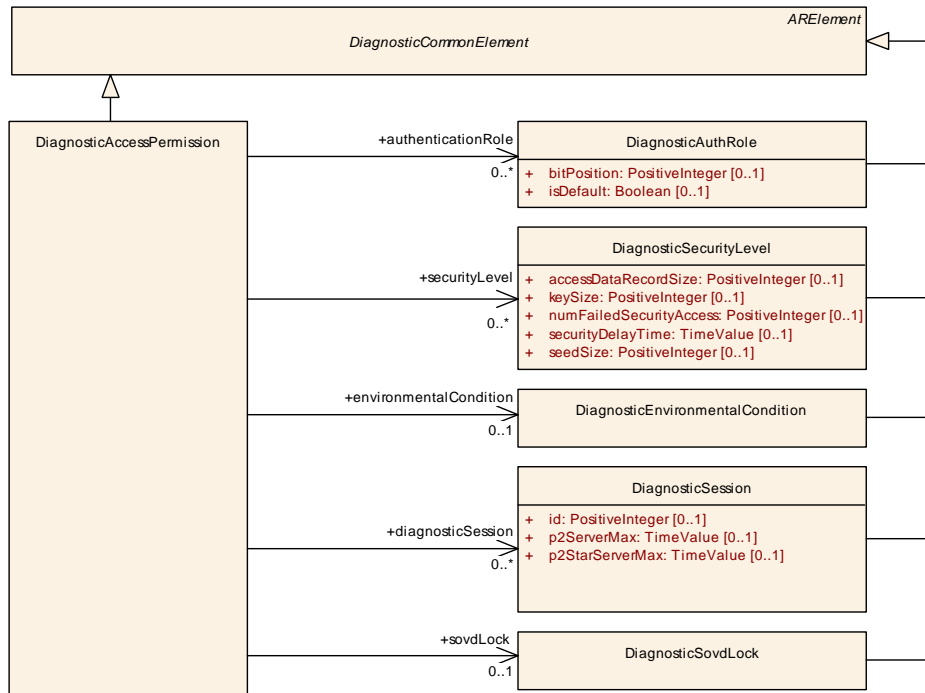 ARElement
DiagnosticCommonElement
DiagnosticAccessPermission
+authenticationRole
0..*
DiagnosticAuthRole
+ bitPosition: PositiveInteger [0..1]
+ isDefault: Boolean [0..1]
+securityLevel
0..*
DiagnosticSecurityLevel
+ accessDataRecordSize: PositiveInteger [0..1]
+ keySize: PositiveInteger [0..1]
+ numFailedSecurityAccess: PositiveInteger [0..1]
+ securityDelayTime: TimeValue [0..1]
+ seedSize: PositiveInteger [0..1]
+environmentalCondition
0..1
DiagnosticEnvironmentalCondition
+diagnosticSession
0..*
DiagnosticSession
+ id: PositiveInteger [0..1]
+ p2ServerMax: TimeValue [0..1]
+ p2StarServerMax: TimeValue [0..1]
+sovdLock
0..1
DiagnosticSovdLock